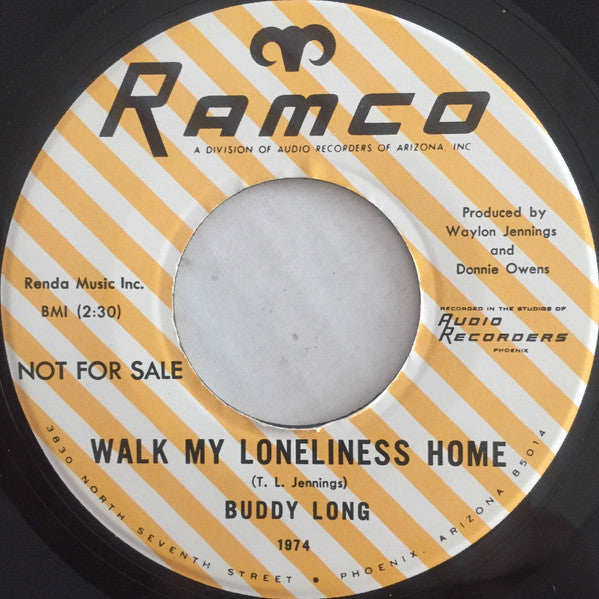 RAMCO
A DIVISION OF AUDIO RECORDERS OF ARIZONA, INC
Produced by
Waylon Jennings
and
Donnie Owens
Renda Music Inc.
BMI (2:30)
RECORDED IN THE STUDIOS OF
AUDIO
RECORDERS
PHOENIX
NOT FOR SALE
WALK MY LONELINESS HOME
(T. L. Jennings)
BUDDY LONG
1974
3830 NORTH SEVENTH STREET • PHOENIX, ARIZONA 85014